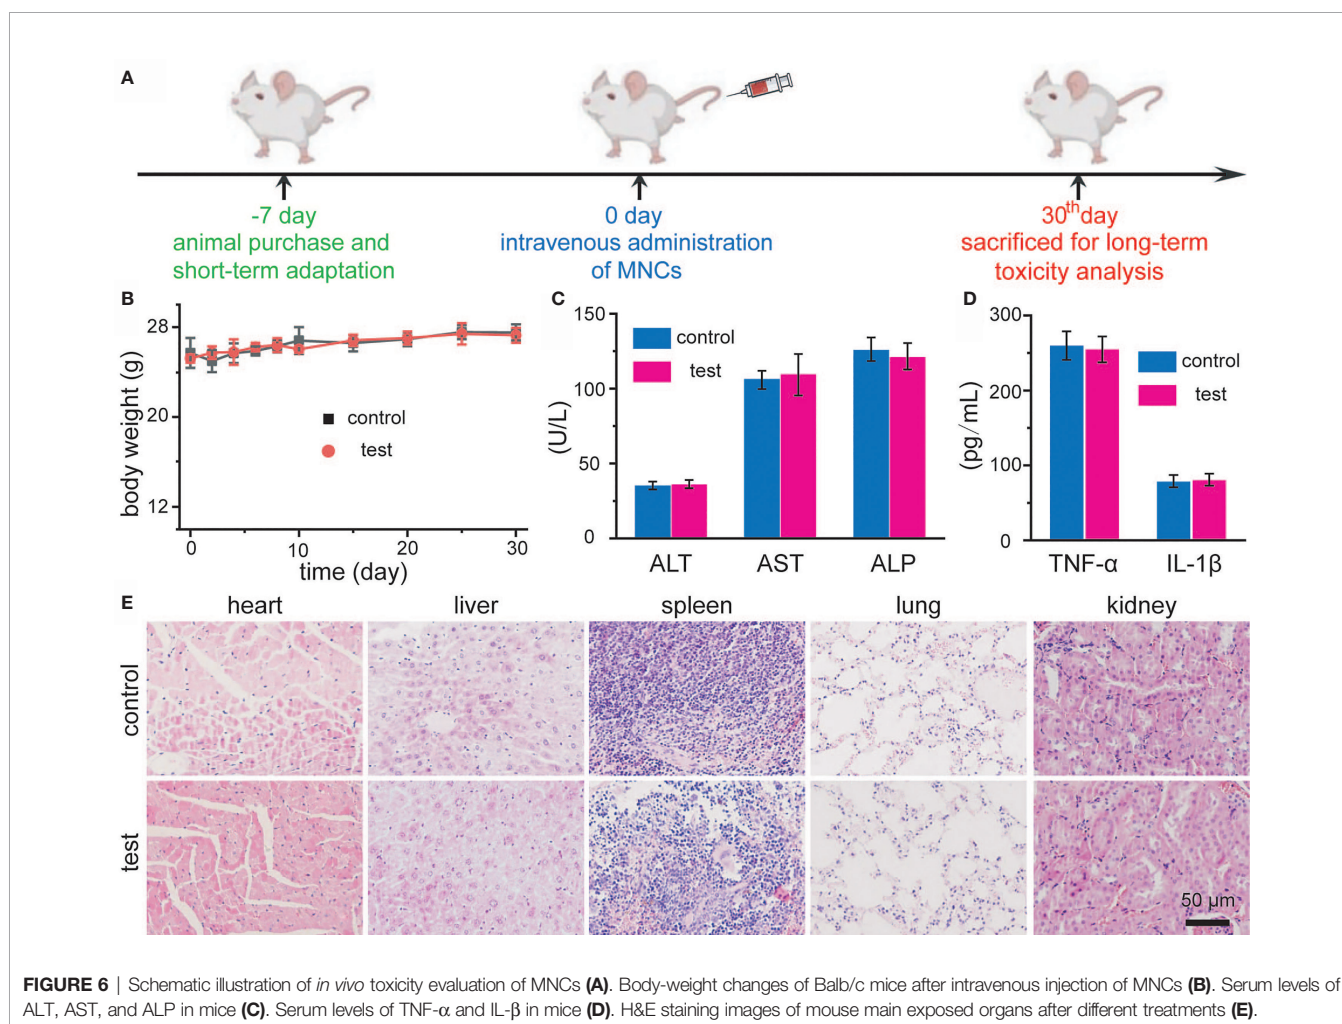 A
-7 day
animal purchase and
short-term adaptation
0 day
intravenous administration
of MNCs
30th day
sacrificed for long-term
toxicity analysis
B
body weight (g)
28
20
12
control
test
0
10
20
30
time (day)
C
(U/L)
150
100
50
0
control
test
ALT
AST
ALP
D
(pg/mL)
300
200
100
0
control
test
TNF-α
IL-1β
E
heart
liver
spleen
lung
kidney
control
test
50 μm
FIGURE 6 | Schematic illustration of in vivo toxicity evaluation of MNCs (A). Body-weight changes of Balb/c mice after intravenous injection of MNCs (B). Serum levels of
ALT, AST, and ALP in mice (C). Serum levels of TNF-α and IL-β in mice (D). H&E staining images of mouse main exposed organs after different treatments (E).